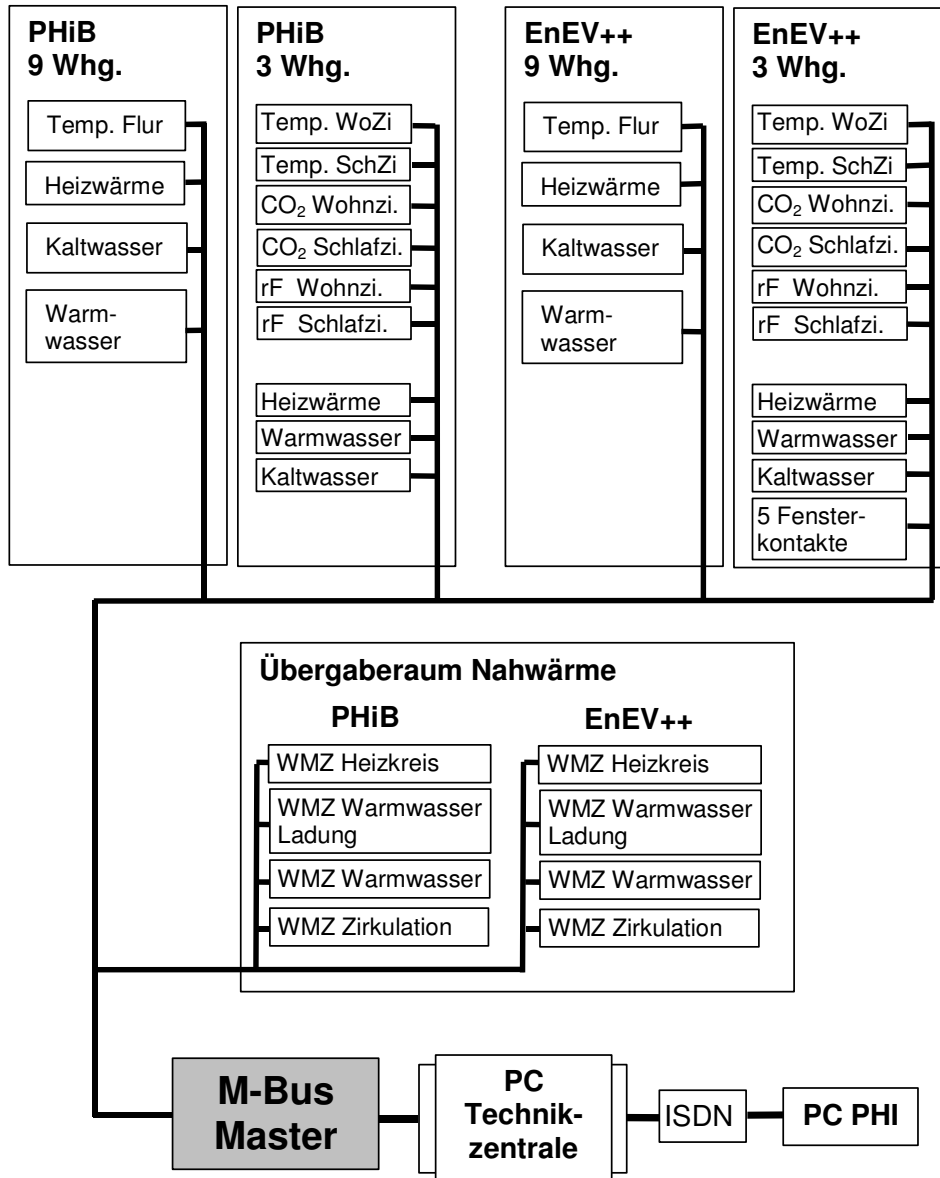 PHiB
9 Whg.
Temp. Flur
Heizwärme
Kaltwasser
Warm-
wasser
PHiB
3 Whg.
Temp. WoZi
Temp. SchZi
CO₂ Wohnzi.
CO₂ Schlafzi.
rF Wohnzi.
rF Schlafzi.
Heizwärme
Warmwasser
Kaltwasser
EnEV++
9 Whg.
Temp. Flur
Heizwärme
Kaltwasser
Warm-
wasser
EnEV++
3 Whg.
Temp. WoZi
Temp. SchZi
CO₂ Wohnzi.
CO₂ Schlafzi.
rF Wohnzi.
rF Schlafzi.
Heizwärme
Warmwasser
Kaltwasser
5 Fenster-
kontakte
Übergaberaum Nahwärme
PHiB
WMZ Heizkreis
WMZ Warmwasser
Ladung
WMZ Warmwasser
WMZ Zirkulation
EnEV++
WMZ Heizkreis
WMZ Warmwasser
Ladung
WMZ Warmwasser
WMZ Zirkulation
M-Bus
Master
PC
Technik-
zentrale
ISDN
PC PHI